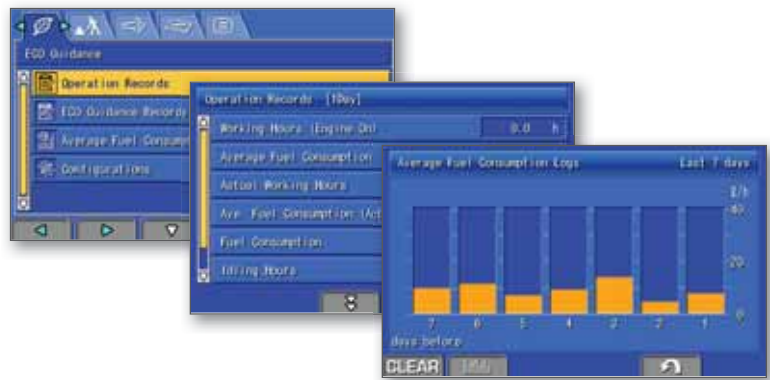 ECO Guidance
Operation Records
ECO Guidance Records
Average Fuel Consum
Configurations
Operation Records [1Day]
Working Hours (Engine On)
0.0 h
Average Fuel Consumption
Actual Working Hours
Ave. Fuel Consumption (Act
Fuel Consumption
Idling Hours
Average Fuel Consumption Logs
Last 7 days
ℓ/h
40
20
0
7 6 5 4 3 2 1
days before
CLEAR